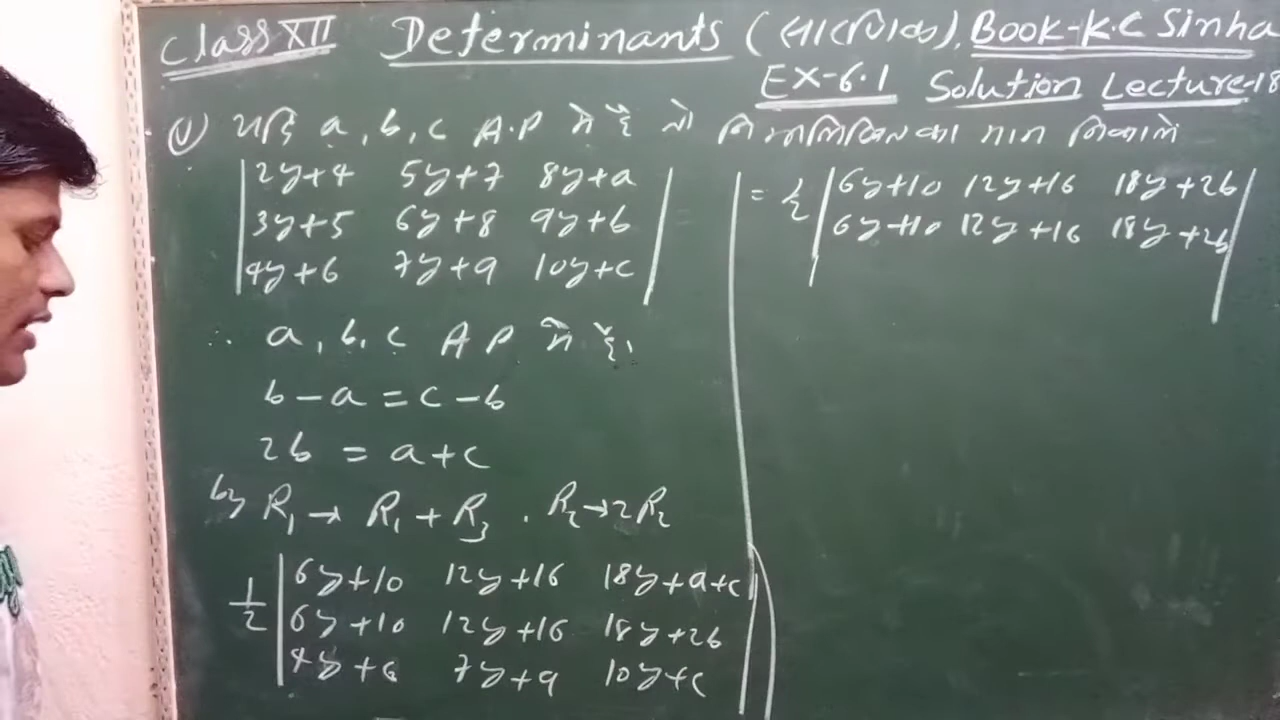 Class XII Determinants (सारणिक), Book-K.C Sinha
EX-6.1 Solution Lecture-18
(v) यदि a, b, c A.P में हैं तो निम्नलिखित का मान निकालें
|2y+4 5y+7 8y+a|
|3y+5 6y+8 9y+b|
|4y+6 7y+9 10y+c|
∴ a, b, c A P में हैं।
b - a = c - b
2b = a + c
by R₁ → R₁ + R₃ . R₂ → 2R₂
1/2 |6y+10 12y+16 18y+a+c|
|6y+10 12y+16 18y+2b|
|4y+6 7y+9 10y+c|
= 1/2 |6y+10 12y+16 18y+2b|
|6y+10 12y+16 18y+2b|